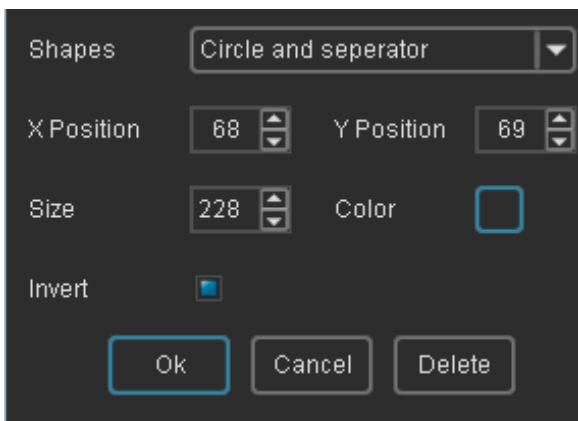 Shapes Circle and seperator
X Position 68 Y Position 69
Size 228 Color
Invert
Ok Cancel Delete